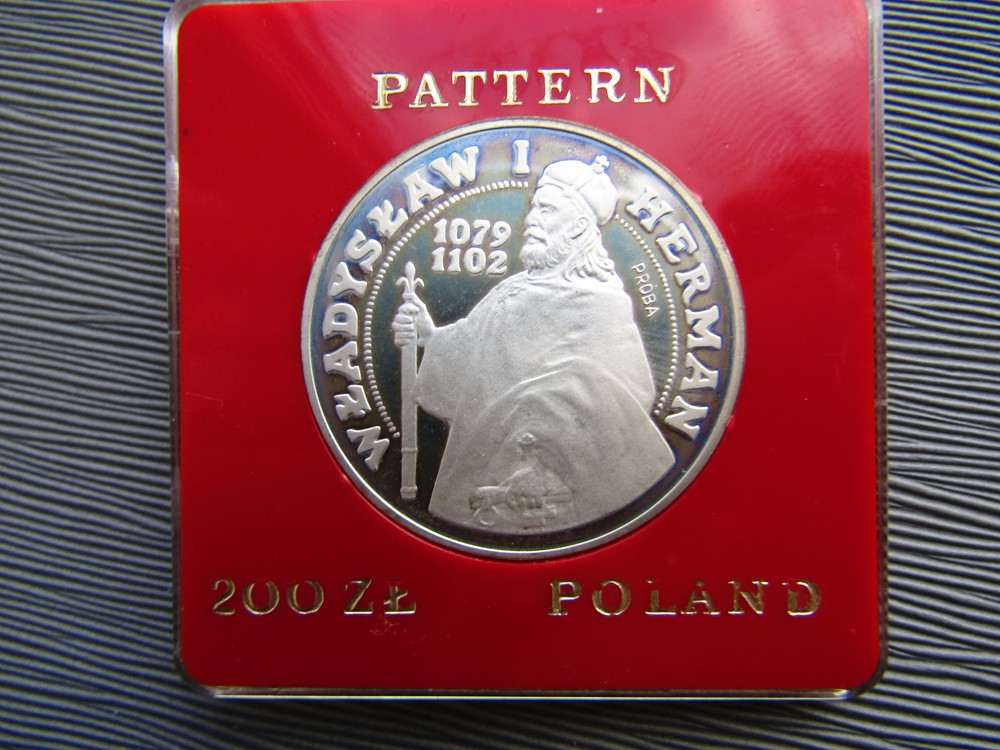 PATTERN
WŁADYSŁAW I HERMAN
1079
1102
PRÓBA
200 ZŁ POLAND